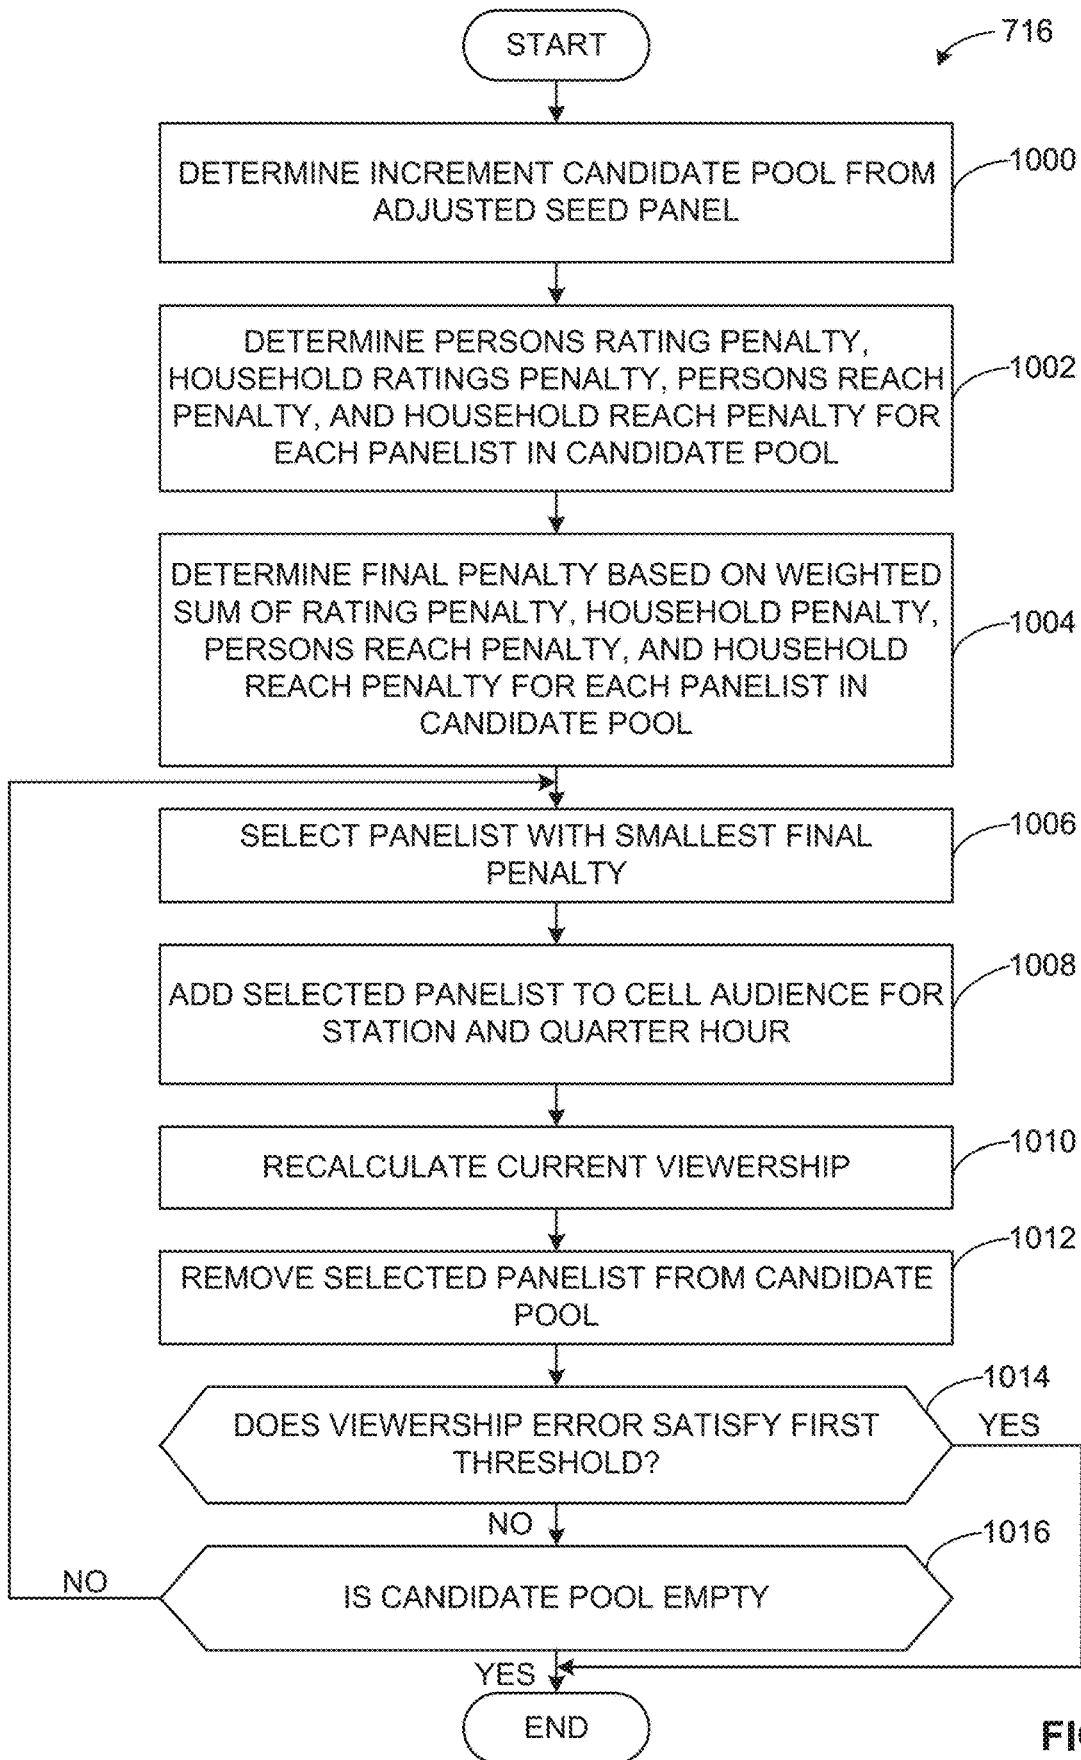 START
716
DETERMINE INCREMENT CANDIDATE POOL FROM
ADJUSTED SEED PANEL
1000
DETERMINE PERSONS RATING PENALTY,
HOUSEHOLD RATINGS PENALTY, PERSONS REACH
PENALTY, AND HOUSEHOLD REACH PENALTY FOR
EACH PANELIST IN CANDIDATE POOL
1002
DETERMINE FINAL PENALTY BASED ON WEIGHTED
SUM OF RATING PENALTY, HOUSEHOLD PENALTY,
PERSONS REACH PENALTY, AND HOUSEHOLD
REACH PENALTY FOR EACH PANELIST IN
CANDIDATE POOL
1004
SELECT PANELIST WITH SMALLEST FINAL
PENALTY
1006
ADD SELECTED PANELIST TO CELL AUDIENCE FOR
STATION AND QUARTER HOUR
1008
RECALCULATE CURRENT VIEWERSHIP
1010
REMOVE SELECTED PANELIST FROM CANDIDATE
POOL
1012
DOES VIEWERSHIP ERROR SATISFY FIRST
THRESHOLD?
1014
YES
NO
IS CANDIDATE POOL EMPTY
1016
NO
YES
END